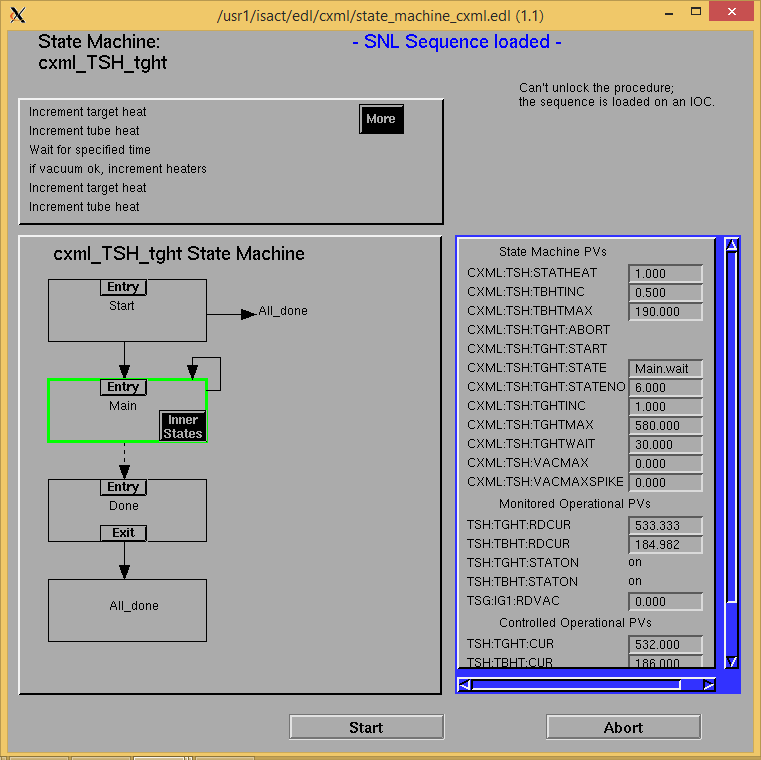 /usr1/isact/edl/cxml/state_machine_cxml.edl (1.1)
State Machine:
cxml_TSH_tght
- SNL Sequence loaded -
Can't unlock the procedure;
the sequence is loaded on an IOC.
Increment target heat
Increment tube heat
Wait for specified time
if vacuum ok, increment heaters
Increment target heat
Increment tube heat
More
cxml_TSH_tght State Machine
Entry
Start
All_done
Entry
Main
Inner
States
Entry
Done
Exit
All_done
State Machine PVs
CXML:TSH:STATHEAT 1.000
CXML:TSH:TBHTINC 0.500
CXML:TSH:TBHTMAX 190.000
CXML:TSH:TGHT:ABORT
CXML:TSH:TGHT:START
CXML:TSH:TGHT:STATE Main.wait
CXML:TSH:TGHT:STATENO 6.000
CXML:TSH:TGHTINC 1.000
CXML:TSH:TGHTMAX 580.000
CXML:TSH:TGHTWAIT 30.000
CXML:TSH:VACMAX 0.000
CXML:TSH:VACMAXSPIKE 0.000
Monitored Operational PVs
TSH:TGHT:RDCUR 533.333
TSH:TBHT:RDCUR 184.982
TSH:TGHT:STATON on
TSH:TBHT:STATON on
TSG:IG1:RDVAC 0.000
Controlled Operational PVs
TSH:TGHT:CUR 532.000
TSH:TBHT:CUR 186.000
Start
Abort